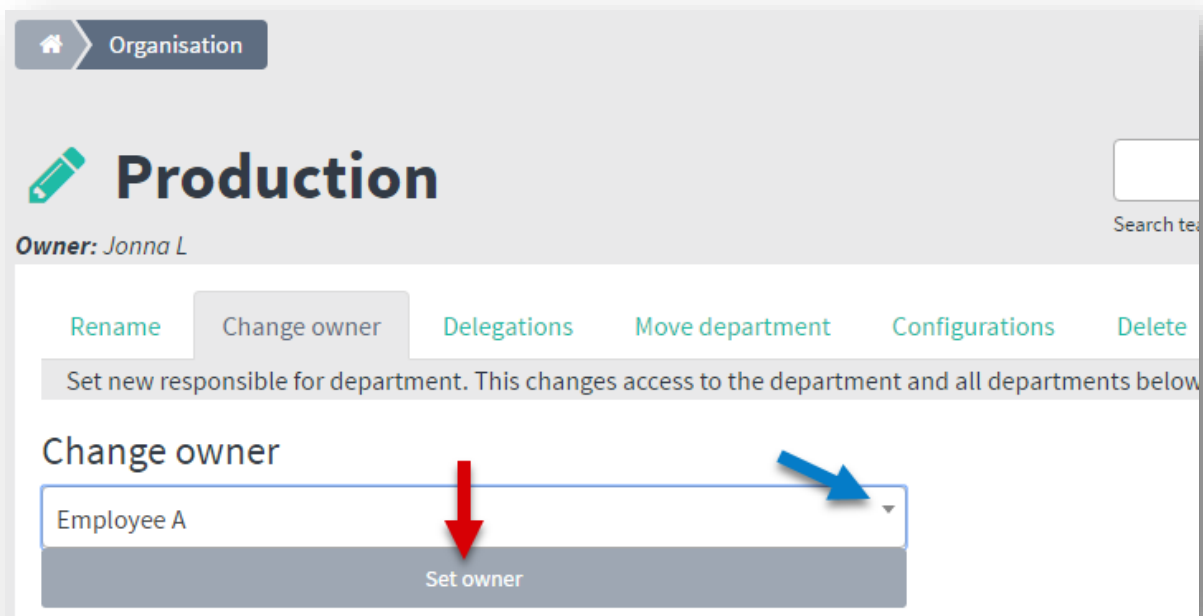 Organisation
Production
Search
Owner: Jonna L
Rename Change owner Delegations Move department Configurations Delete
Set new responsible for department. This changes access to the department and all departments below
Change owner
Employee A
Set owner